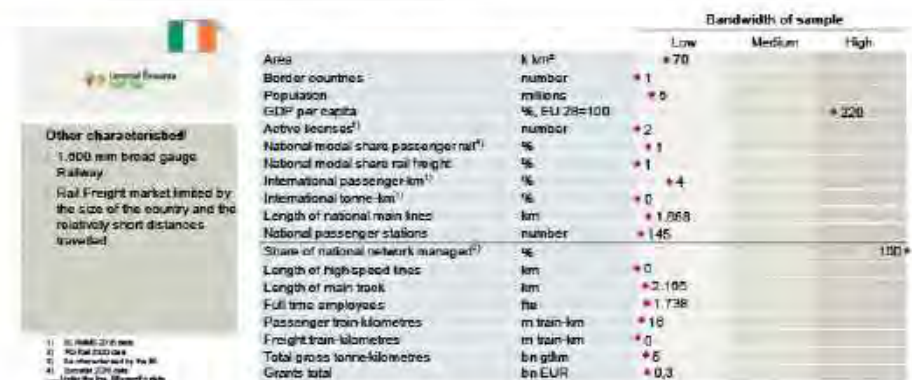 Bandwidth of sample
Low Medium High
Area k km² 70
Border countries number 1
Population millions 5
GDP per capita %, EU 28=100 220
Active licenses number 2
National modal share passenger rail %  1
National modal share rail freight % 1
International passenger-km % 4
International tonne-km % 0
Length of national main lines km 1.868
National passenger stations number 145
Share of national network managed % 100
Length of high-speed lines km 0
Length of main track km 2.165
Full time employees fte 1.738
Passenger train-kilometres m train-km 16
Freight train-kilometres m train-km 0
Total gross tonne-kilometres bn gtkm 5
Grants total bn EUR 0,3
Other characteristics
1.600 mm broad gauge
Railway
Rail Freight market limited by
the size of the country and the
relatively short distances
travelled
1)
2)
3)
4)